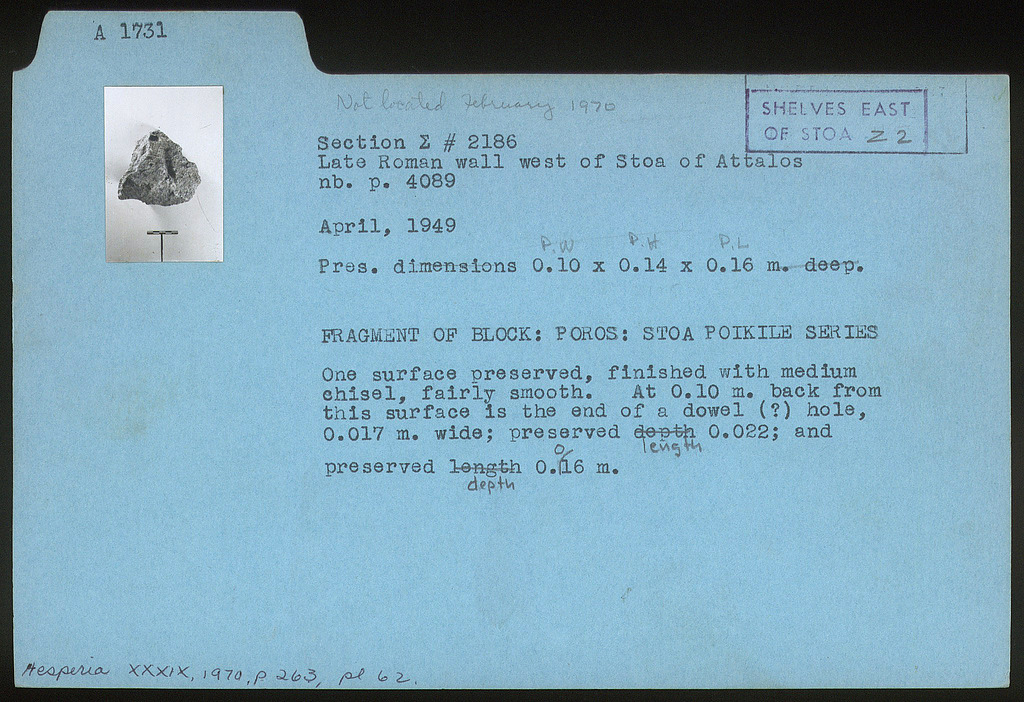 A 1731
Not located February 1970
SHELVES EAST
OF STOA Z 2
Section Σ # 2186
Late Roman wall west of Stoa of Attalos
nb. p. 4089
April, 1949
P.W P.H P.L
Pres. dimensions 0.10 x 0.14 x 0.16 m. deep.
FRAGMENT OF BLOCK: POROS: STOA POIKILE SERIES
One surface preserved, finished with medium
chisel, fairly smooth. At 0.10 m. back from
this surface is the end of a dowel (?) hole,
0.017 m. wide; preserved depth 0.022; and
length
0
preserved length 0.16 m.
depth
Hesperia XXXIX, 1970, p 263, pl 62.